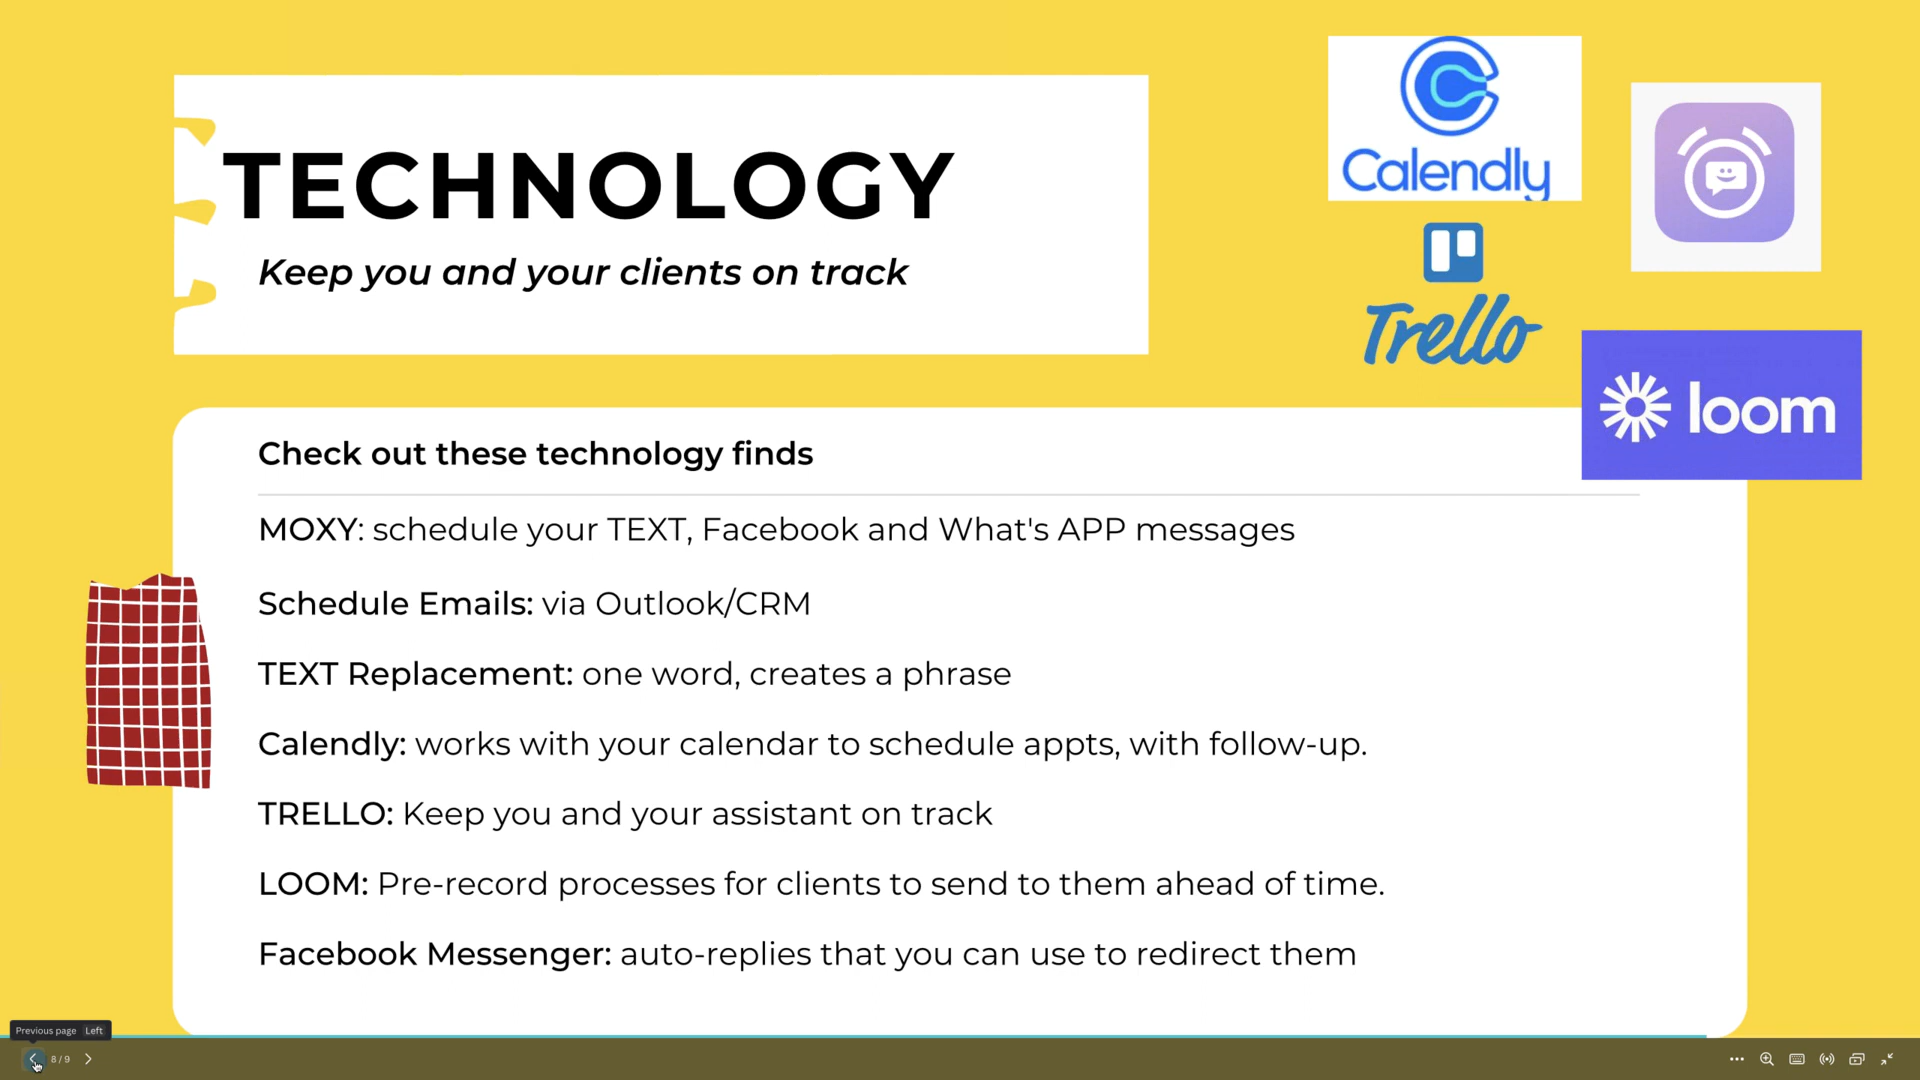 TECHNOLOGY
Keep you and your clients on track
Calendly
Trello
loom
Check out these technology finds
MOXY: schedule your TEXT, Facebook and What's APP messages
Schedule Emails: via Outlook/CRM
TEXT Replacement: one word, creates a phrase
Calendly: works with your calendar to schedule appts, with follow-up.
TRELLO: Keep you and your assistant on track
LOOM: Pre-record processes for clients to send to them ahead of time.
Facebook Messenger: auto-replies that you can use to redirect them
Previous page Left
8 / 9